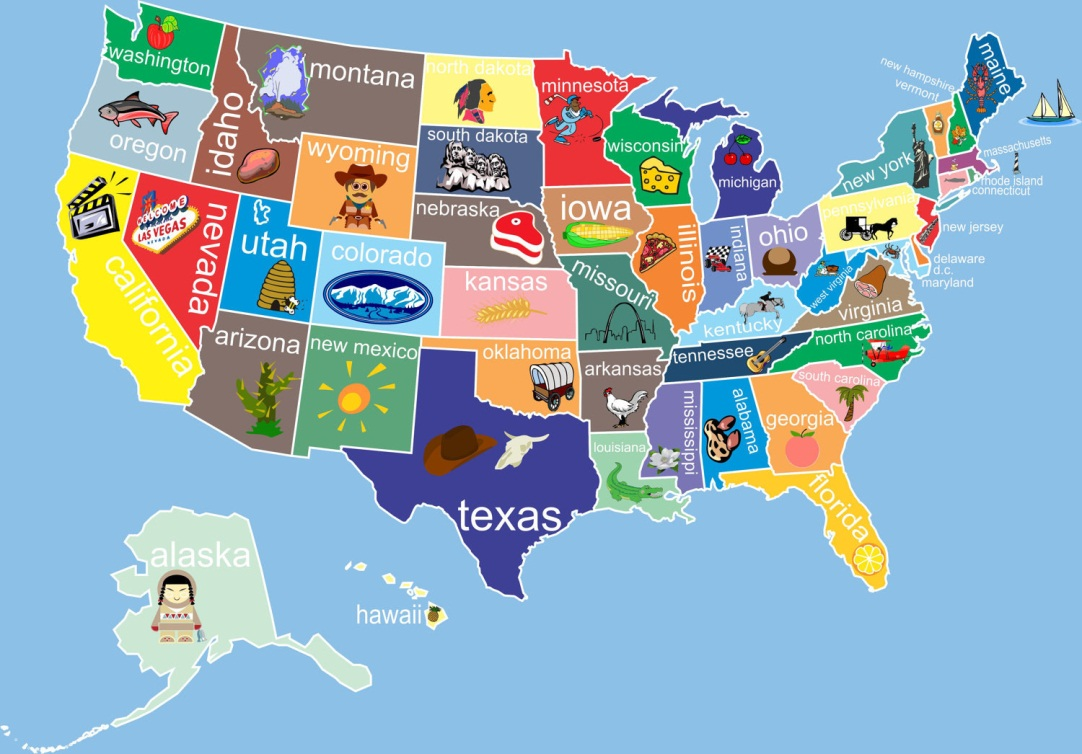 washington
oregon
idaho
montana
north dakota
minnesota
south dakota
wyoming
wisconsin
michigan
maine
new hampshire
vermont
massachusetts
new york
rhode island
connecticut
pennsylvania
new jersey
delaware
d.c.
maryland
nebraska
iowa
illinois
indiana
ohio
west virginia
virginia
WELCOME
LAS VEGAS
NEVADA
nevada
utah
colorado
california
kansas
missouri
kentucky
north carolina
tennessee
south carolina
arizona
new mexico
oklahoma
arkansas
mississippi
alabama
georgia
louisiana
texas
florida
alaska
hawaii